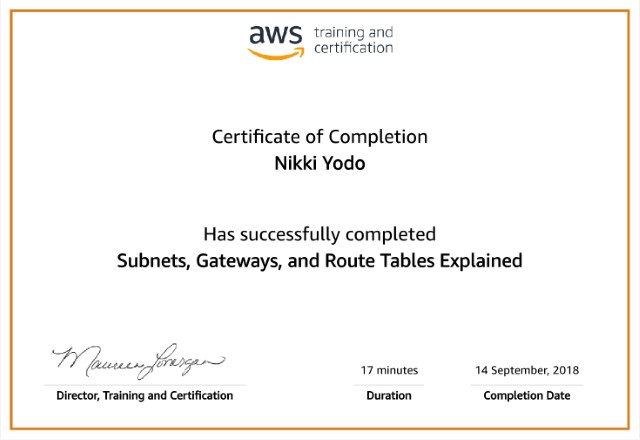 aws training and
certification
Certificate of Completion
Nikki Yodo
Has successfully completed
Subnets, Gateways, and Route Tables Explained
Maureen Lonergan
17 minutes
14 September, 2018
Director, Training and Certification
Duration
Completion Date